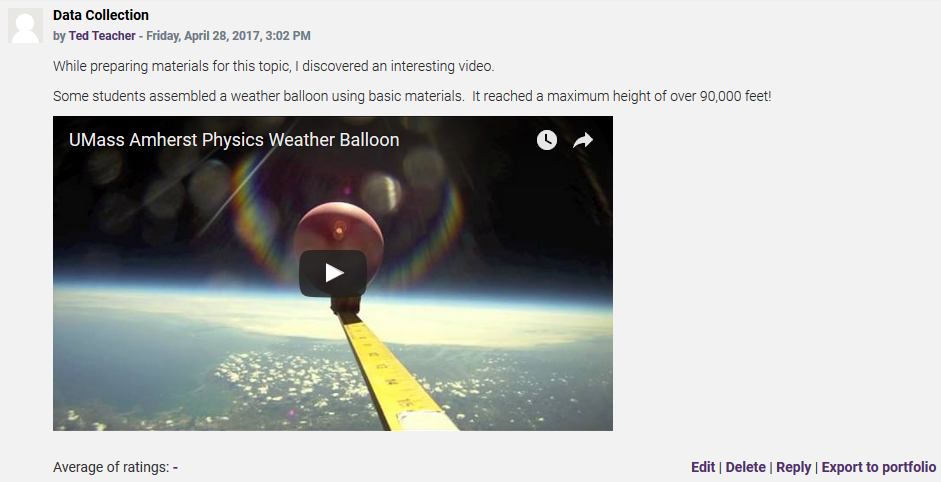 Data Collection
by Ted Teacher - Friday, April 28, 2017, 3:02 PM
While preparing materials for this topic, I discovered an interesting video.
Some students assembled a weather balloon using basic materials.  It reached a maximum height of over 90,000 feet!
UMass Amherst Physics Weather Balloon
Average of ratings: -
Edit | Delete | Reply | Export to portfolio